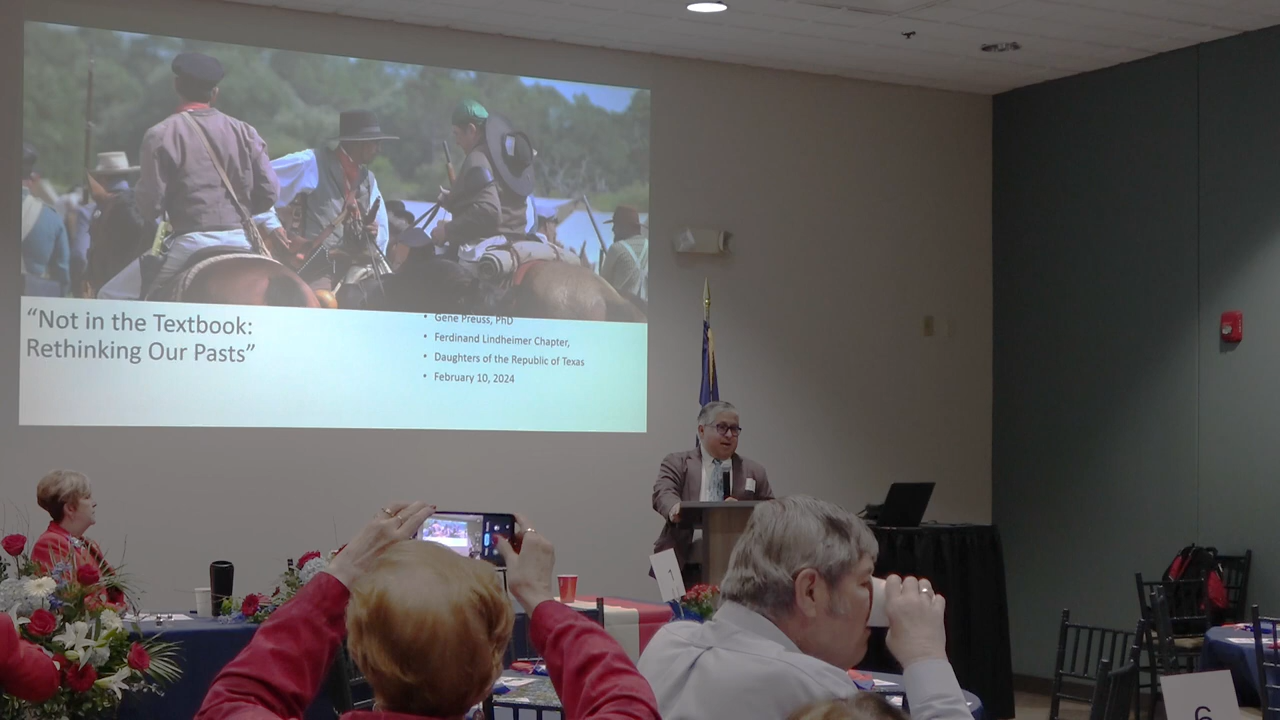 “Not in the Textbook:
Rethinking Our Pasts”
• Gene Preuss, PhD
• Ferdinand Lindheimer Chapter,
• Daughters of the Republic of Texas
• February 10, 2024